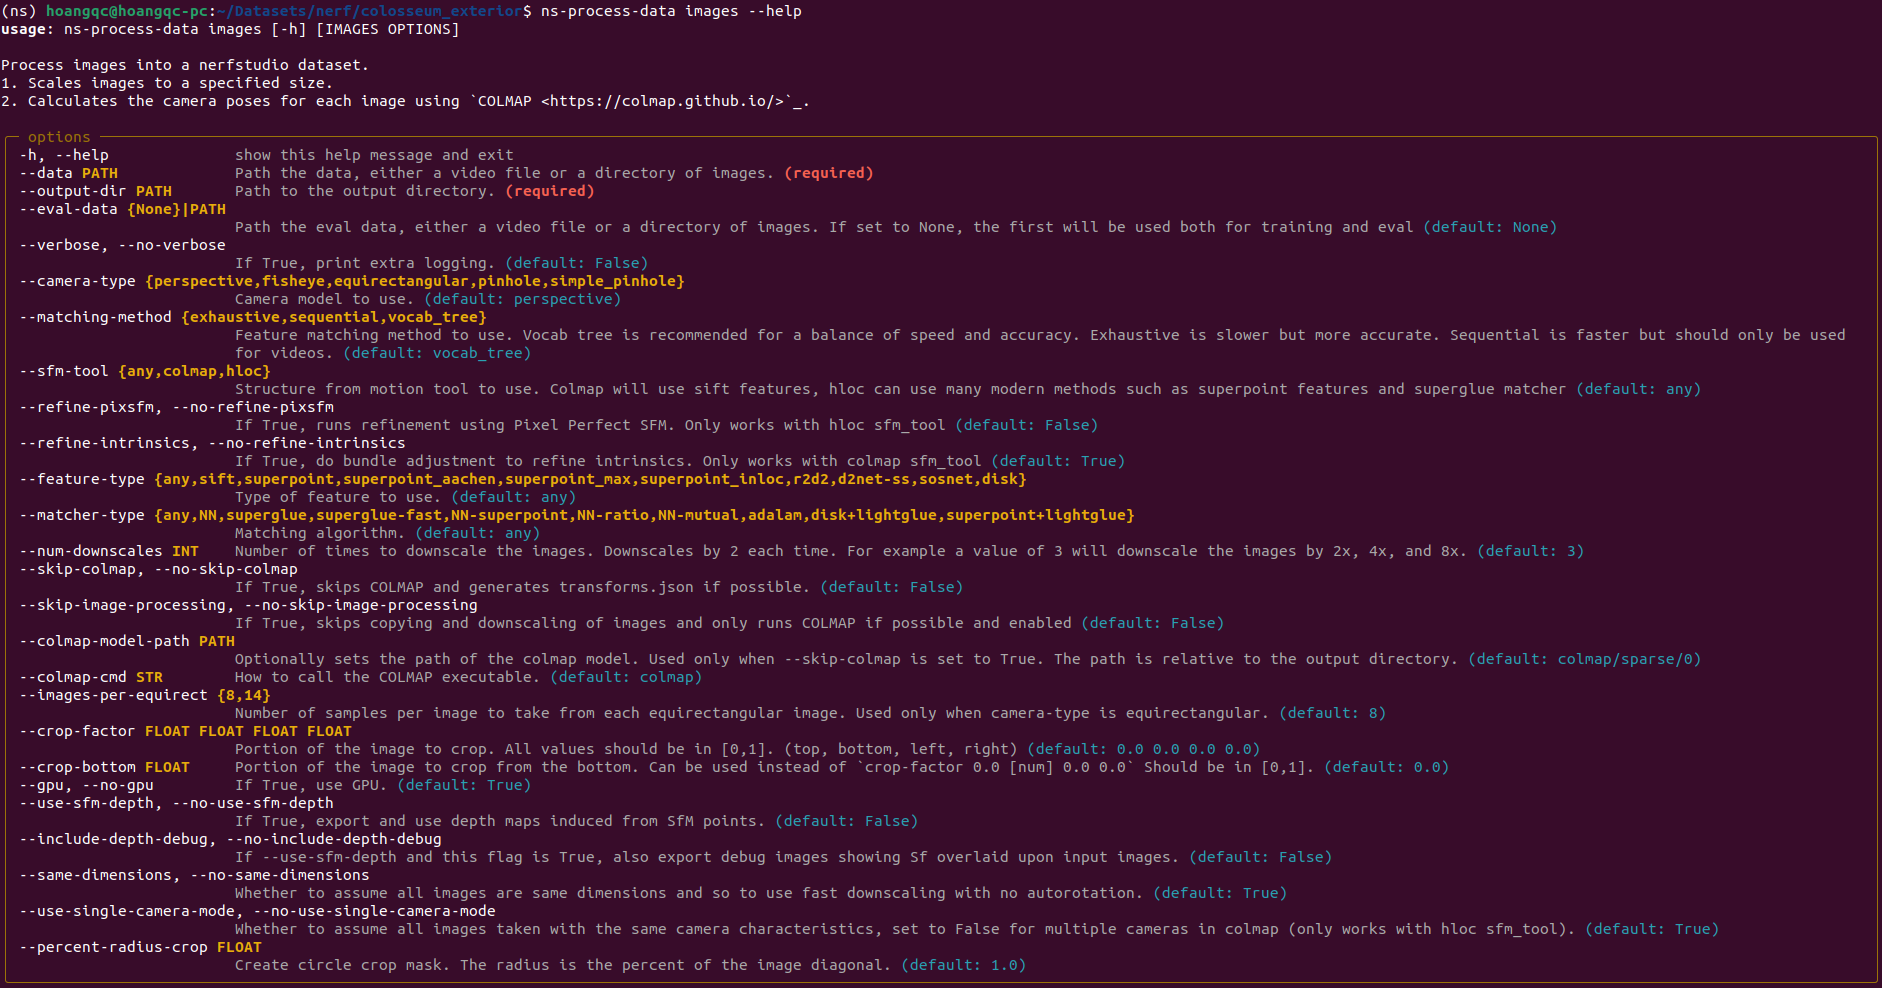 (ns) hoangqc@hoangqc-pc:~/Datasets/nerf/colosseum_exterior$ ns-process-data images --help
usage: ns-process-data images [-h] [IMAGES OPTIONS]
Process images into a nerfstudio dataset.
1. Scales images to a specified size.
2. Calculates the camera poses for each image using `COLMAP <https://colmap.github.io/>`_.
options
-h, --help show this help message and exit
--data PATH Path the data, either a video file or a directory of images. (required)
--output-dir PATH Path to the output directory. (required)
--eval-data {None}|PATH
Path the eval data, either a video file or a directory of images. If set to None, the first will be used both for training and eval (default: None)
--verbose, --no-verbose
If True, print extra logging. (default: False)
--camera-type {perspective,fisheye,equirectangular,pinhole,simple_pinhole}
Camera model to use. (default: perspective)
--matching-method {exhaustive,sequential,vocab_tree}
Feature matching method to use. Vocab tree is recommended for a balance of speed and accuracy. Exhaustive is slower but more accurate. Sequential is faster but should only be used
for videos. (default: vocab_tree)
--sfm-tool {any,colmap,hloc}
Structure from motion tool to use. Colmap will use sift features, hloc can use many modern methods such as superpoint features and superglue matcher (default: any)
--refine-pixsfm, --no-refine-pixsfm
If True, runs refinement using Pixel Perfect SFM. Only works with hloc sfm_tool (default: False)
--refine-intrinsics, --no-refine-intrinsics
If True, do bundle adjustment to refine intrinsics. Only works with colmap sfm_tool (default: True)
--feature-type {any,sift,superpoint,superpoint_aachen,superpoint_max,superpoint_inloc,r2d2,d2net-ss,sosnet,disk}
Type of feature to use. (default: any)
--matcher-type {any,NN,superglue,superglue-fast,NN-superpoint,NN-ratio,NN-mutual,adalam,disk+lightglue,superpoint+lightglue}
Matching algorithm. (default: any)
--num-downscales INT Number of times to downscale the images. Downscales by 2 each time. For example a value of 3 will downscale the images by 2x, 4x, and 8x. (default: 3)
--skip-colmap, --no-skip-colmap
If True, skips COLMAP and generates transforms.json if possible. (default: False)
--skip-image-processing, --no-skip-image-processing
If True, skips copying and downscaling of images and only runs COLMAP if possible and enabled (default: False)
--colmap-model-path PATH
Optionally sets the path of the colmap model. Used only when --skip-colmap is set to True. The path is relative to the output directory. (default: colmap/sparse/0)
--colmap-cmd STR How to call the COLMAP executable. (default: colmap)
--images-per-equirect {8,14}
Number of samples per image to take from each equirectangular image. Used only when camera-type is equirectangular. (default: 8)
--crop-factor FLOAT FLOAT FLOAT FLOAT
Portion of the image to crop. All values should be in [0,1]. (top, bottom, left, right) (default: 0.0 0.0 0.0 0.0)
--crop-bottom FLOAT Portion of the image to crop from the bottom. Can be used instead of `crop-factor 0.0 [num] 0.0 0.0` Should be in [0,1]. (default: 0.0)
--gpu, --no-gpu If True, use GPU. (default: True)
--use-sfm-depth, --no-use-sfm-depth
If True, export and use depth maps induced from SfM points. (default: False)
--include-depth-debug, --no-include-depth-debug
If --use-sfm-depth and this flag is True, also export debug images showing Sf overlaid upon input images. (default: False)
--same-dimensions, --no-same-dimensions
Whether to assume all images are same dimensions and so to use fast downscaling with no autorotation. (default: True)
--use-single-camera-mode, --no-use-single-camera-mode
Whether to assume all images taken with the same camera characteristics, set to False for multiple cameras in colmap (only works with hloc sfm_tool). (default: True)
--percent-radius-crop FLOAT
Create circle crop mask. The radius is the percent of the image diagonal. (default: 1.0)